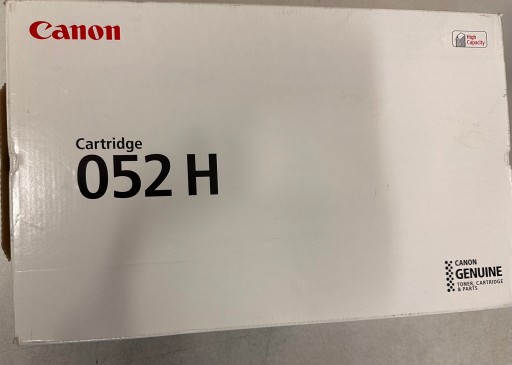 Canon
High
Capacity
Cartridge
052 H
CANON
GENUINE
TONER, CARTRIDGE
& PARTS